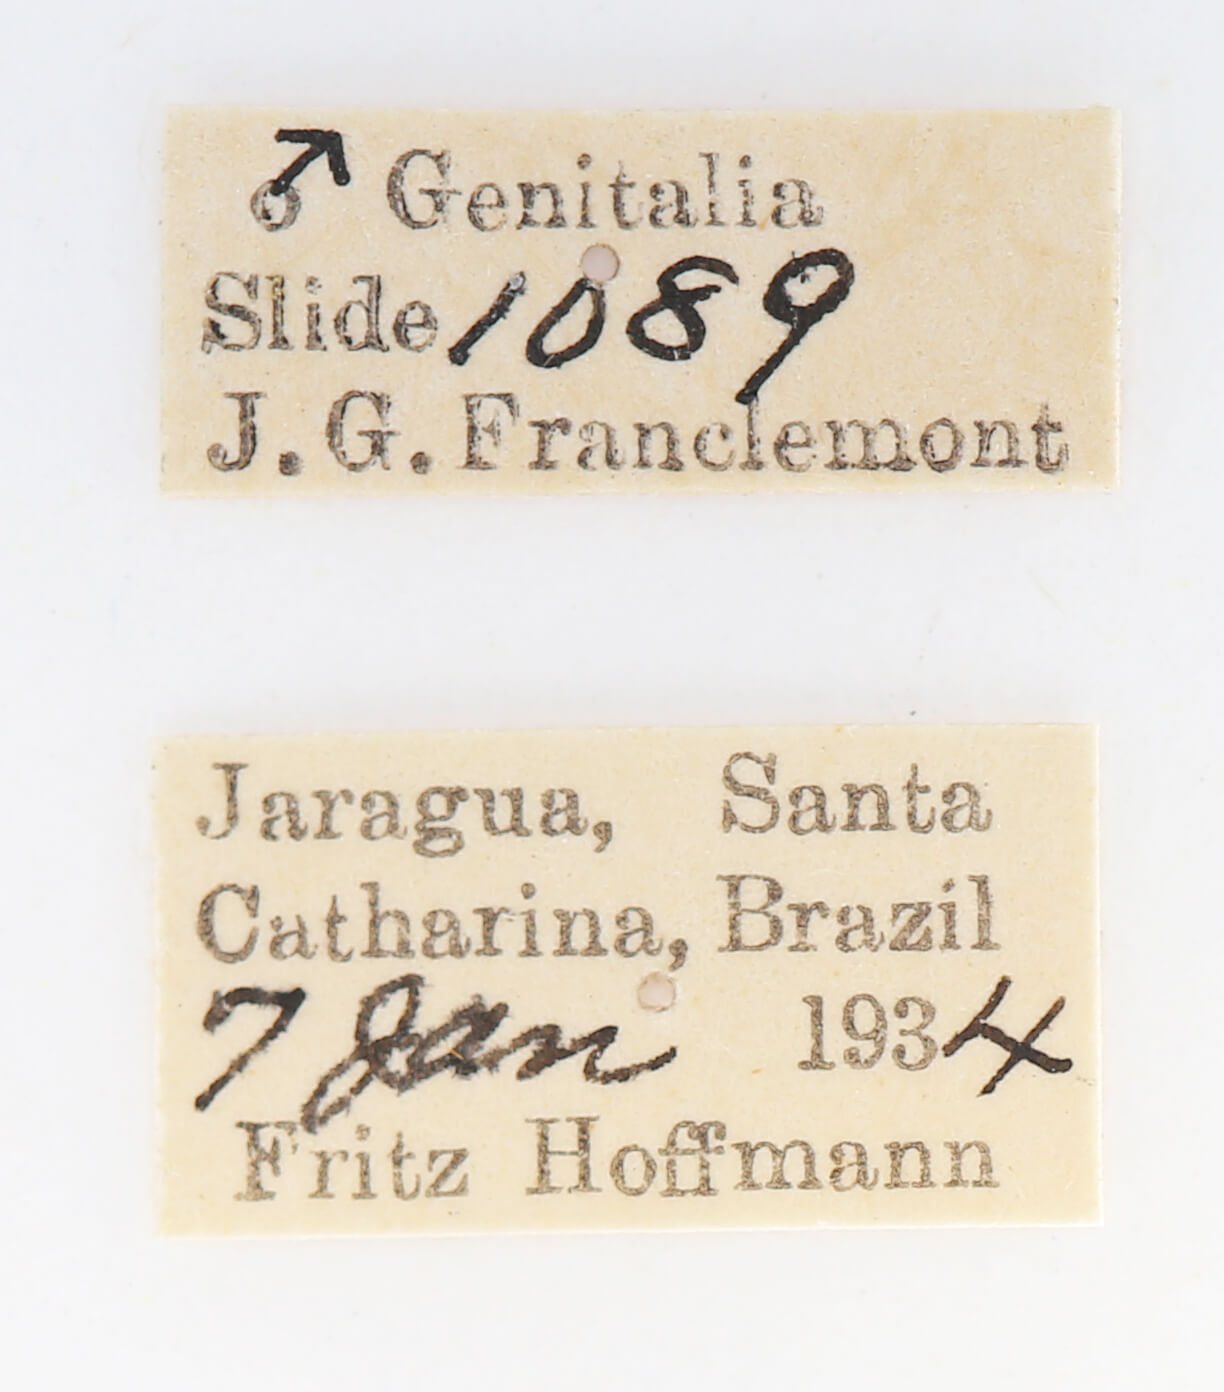 ♂ Genitalia
Slide 1089
J. G. Franclemont
Jaragua, Santa
Catharina, Brazil
7 Jan 1934
Fritz Hoffmann